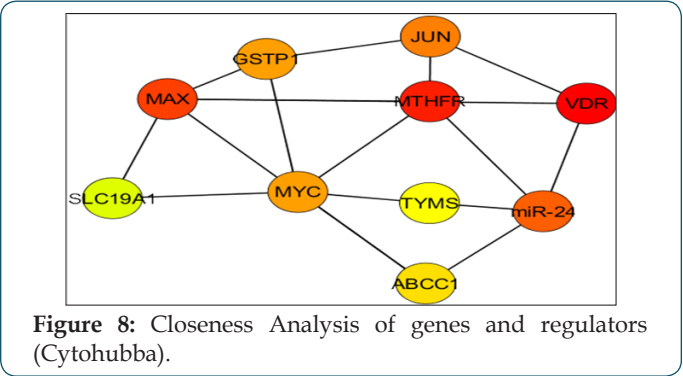 JUN
GSTP1
MAX
MTHFR
VDR
SLC19A1
MYC
TYMS
miR-24
ABCC1
Figure 8: Closeness Analysis of genes and regulators
(Cytohubba).